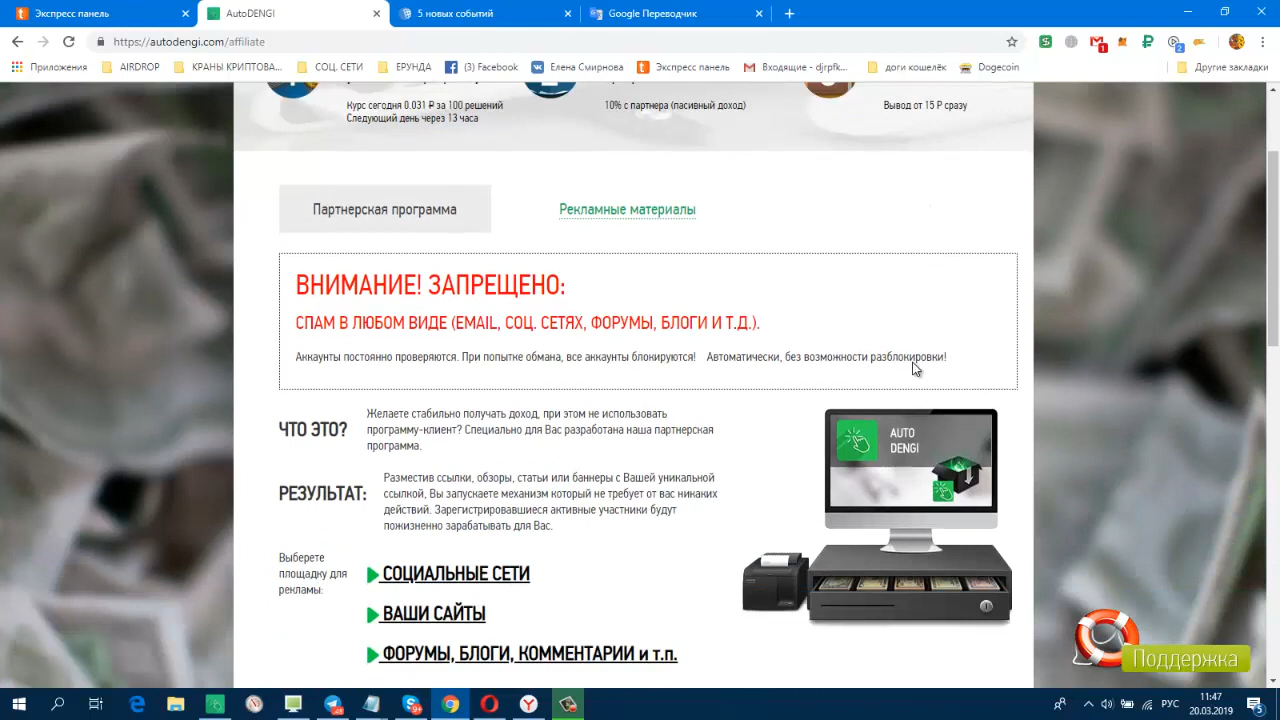 Экспресс панель
AutoDENGI
5 новых событий
Google Переводчик
https://autodengi.com/affiliate
1
2
Приложения
AIRDROP
КРАНЫ КРИПТОВА...
СОЦ. СЕТИ
ЕРУНДА
(3) Facebook
Елена Смирнова
Экспресс панель
Входящие - djrpfk...
доги кошелёк
Dogecoin
Другие закладки
Курс сегодня 0.031 ₽ за 100 решений
Следующий день через 13 часа
10% с партнера (пасивный доход)
Вывод от 15 Р сразу
Партнерская программа
Рекламные материалы
ВНИМАНИЕ! ЗАПРЕЩЕНО:
СПАМ В ЛЮБОМ ВИДЕ (EMAIL, СОЦ. СЕТЯХ, ФОРУМЫ, БЛОГИ И Т.Д.).
Аккаунты постоянно проверяются. При попытке обмана, все аккаунты блокируются! Автоматически, без возможности разблокировки!
ЧТО ЭТО?
Желаете стабильно получать доход, при этом не использовать
программу-клиент? Специально для Вас разработана наша партнерская
программа.
РЕЗУЛЬТАТ:
Разместив ссылки, обзоры, статьи или баннеры с Вашей уникальной
ссылкой, Вы запускаете механизм который не требует от вас никаких
действий. Зарегистрировавшиеся активные участники будут
пожизненно зарабатывать для Вас.
AUTO
DENGI
Выберете
площадку для
рекламы:
СОЦИАЛЬНЫЕ СЕТИ
ВАШИ САЙТЫ
ФОРУМЫ, БЛОГИ, КОММЕНТАРИИ и т.п.
Поддержка
РУС
11:47
20.03.2019